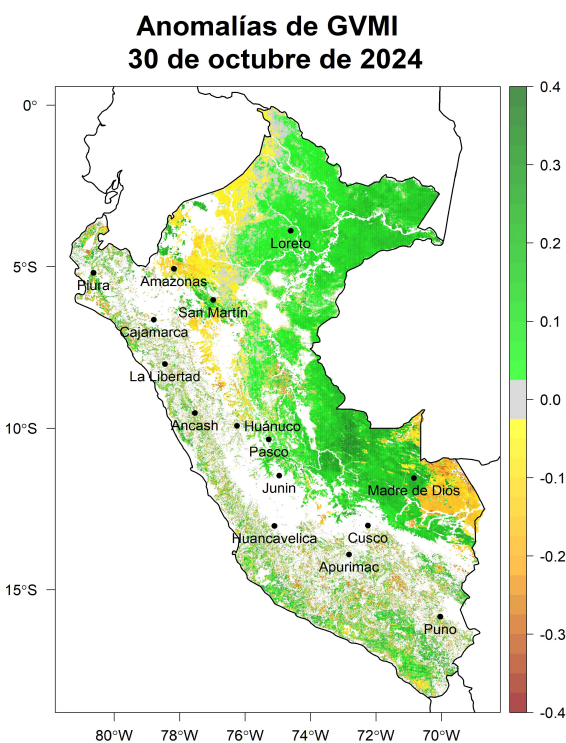 Anomalías de GVMI
30 de octubre de 2024
0°
5°S
10°S
15°S
80°W
78°W
76°W
74°W
72°W
70°W
0.4
0.3
0.2
0.1
0.0
-0.1
-0.2
-0.3
-0.4
Loreto
Piura
Amazonas
San Martín
Cajamarca
La Libertad
Ancash
Huánuco
Pasco
Junin
Madre de Dios
Huancavelica
Cusco
Apurimac
Puno